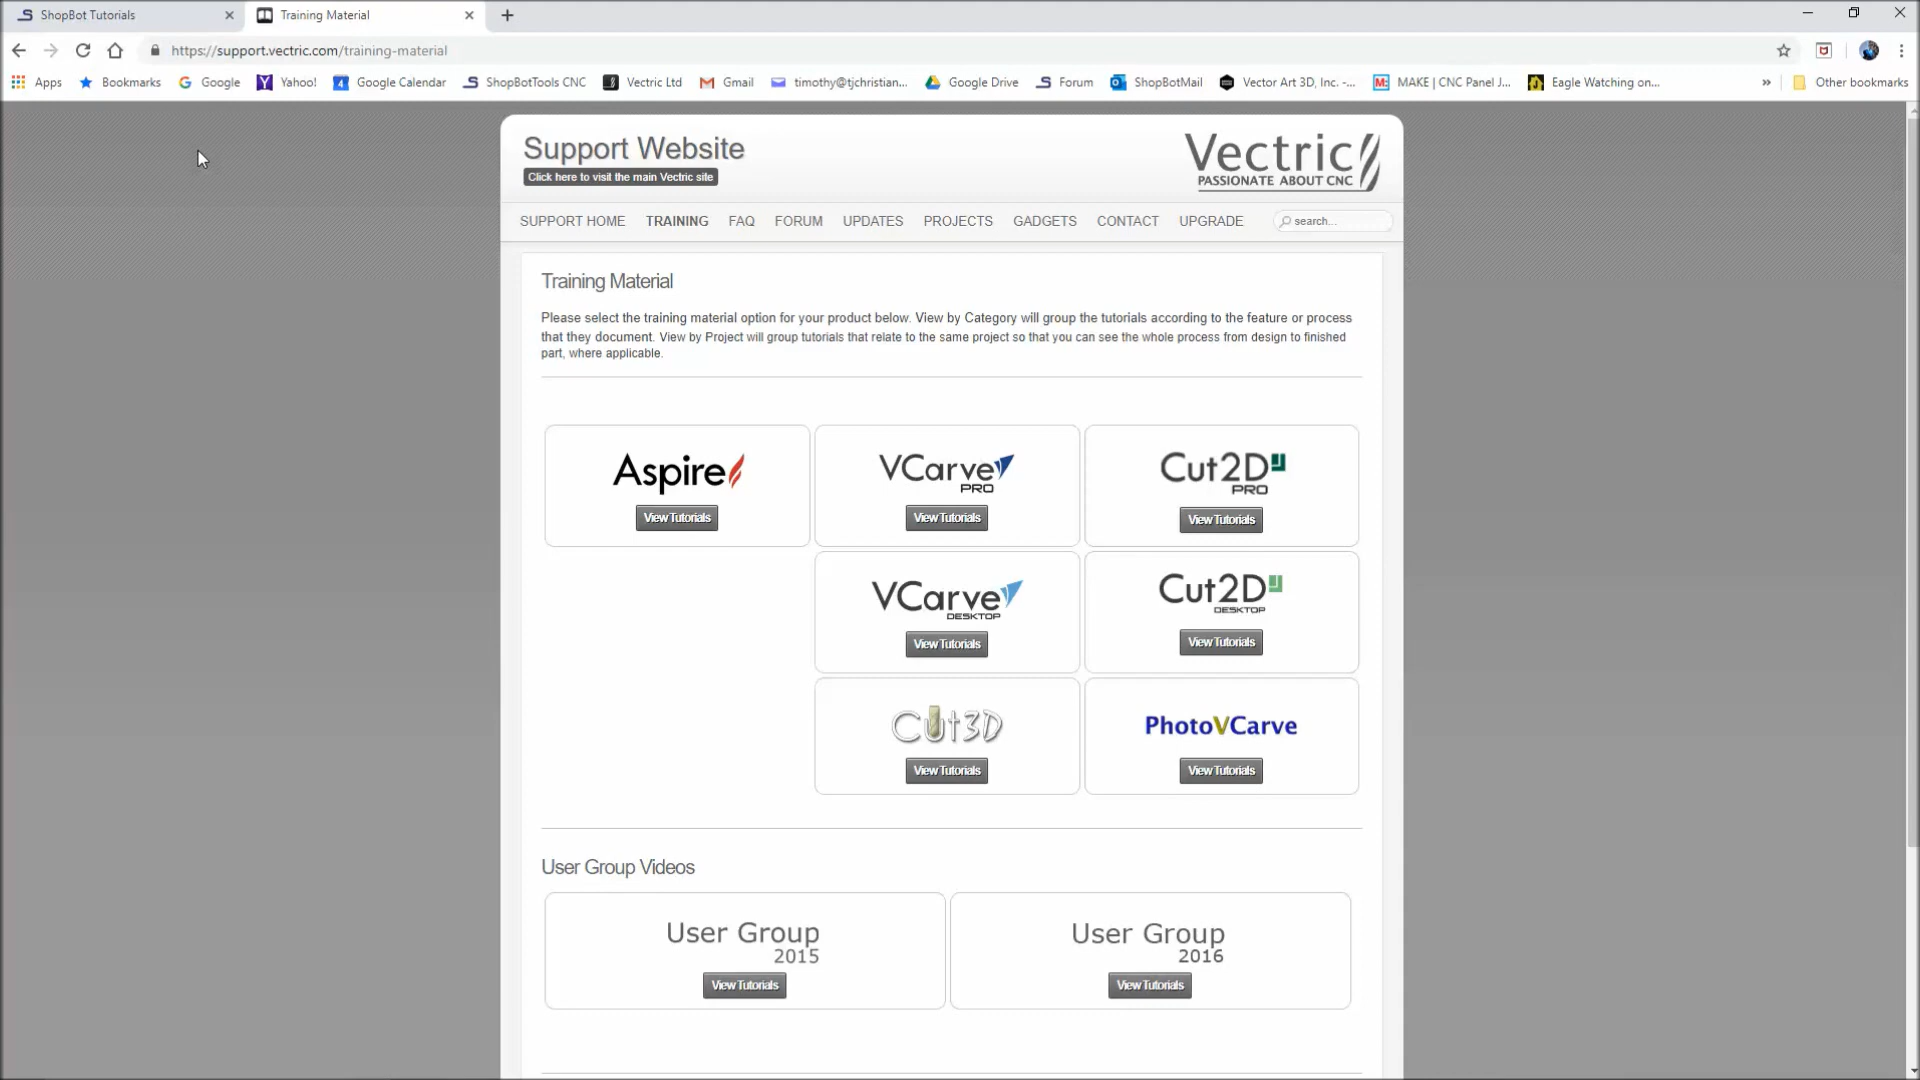 ShopBot Tutorials
Training Material
https://support.vectric.com/training-material
Apps Bookmarks Google Yahoo! Google Calendar ShopBotTools CNC Vectric Ltd Gmail timothy@tjchristian... Google Drive Forum ShopBotMail Vector Art 3D, Inc. -... MAKE | CNC Panel J... Eagle Watching on... » Other bookmarks
Support Website
Click here to visit the main Vectric site
Vectric
PASSIONATE ABOUT CNC
SUPPORT HOME TRAINING FAQ FORUM UPDATES PROJECTS GADGETS CONTACT UPGRADE search...
Training Material
Please select the training material option for your product below. View by Category will group the tutorials according to the feature or process
that they document. View by Project will group tutorials that relate to the same project so that you can see the whole process from design to finished
part, where applicable.
Aspire
View Tutorials
VCarve
PRO
View Tutorials
Cut2D
PRO
View Tutorials
VCarve
DESKTOP
View Tutorials
Cut2D
DESKTOP
View Tutorials
Cut3D
View Tutorials
PhotoVCarve
View Tutorials
User Group Videos
User Group
2015
View Tutorials
User Group
2016
View Tutorials